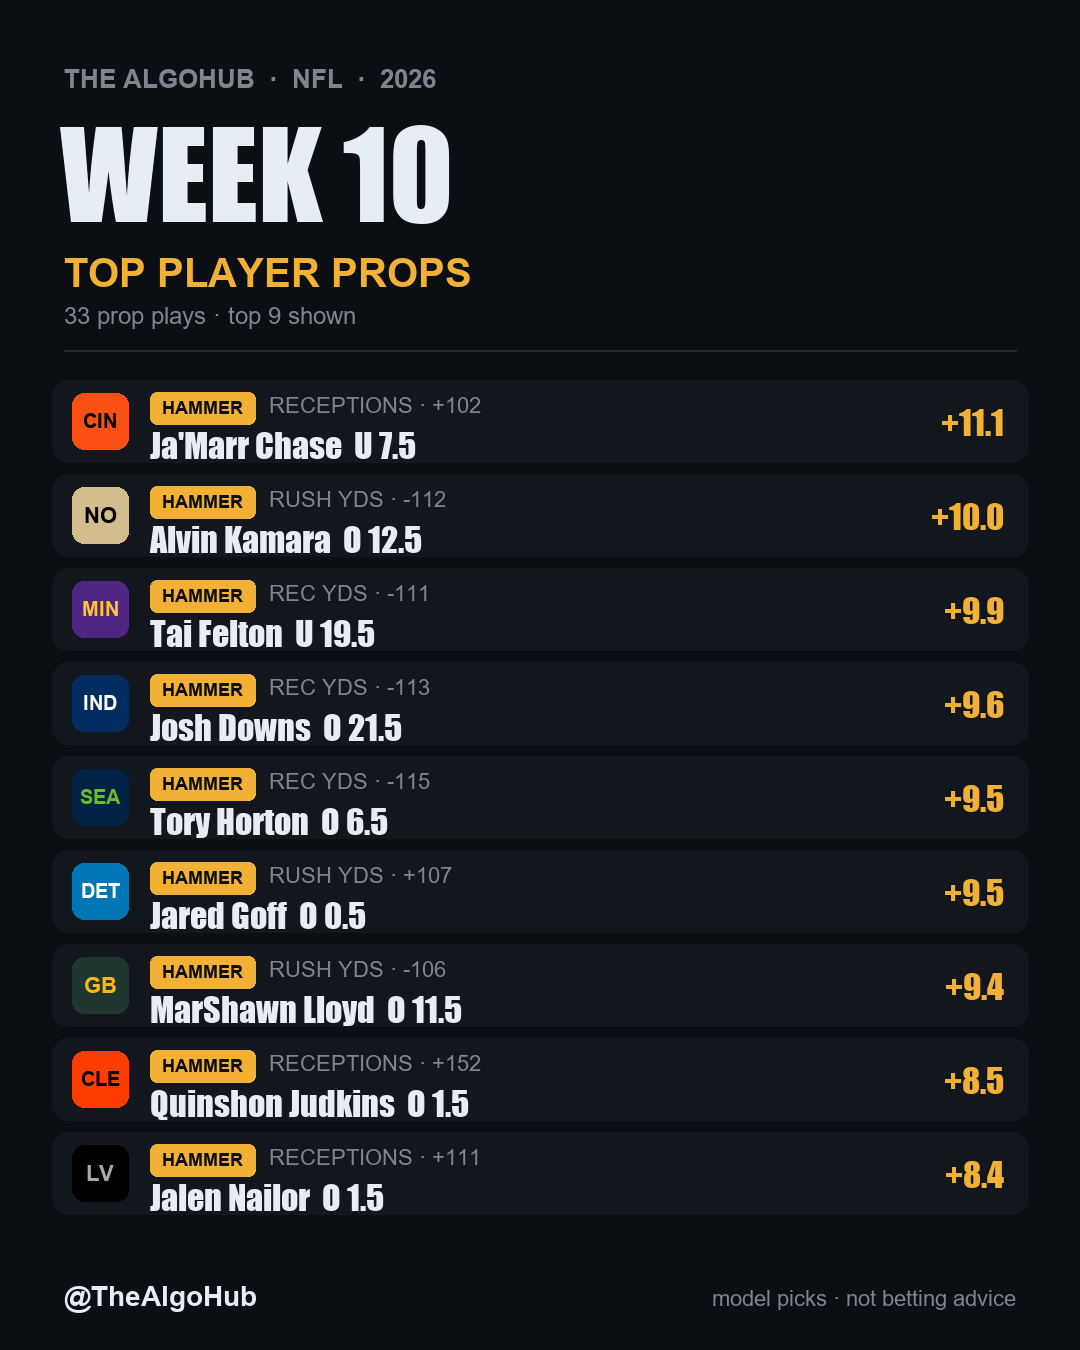 THE ALGOHUB · NFL · 2026
WEEK 10
TOP PLAYER PROPS
33 prop plays · top 9 shown
CIN
HAMMER RECEPTIONS · +102
Ja'Marr Chase U 7.5
+11.1
NO
HAMMER RUSH YDS · -112
Alvin Kamara O 12.5
+10.0
MIN
HAMMER REC YDS · -111
Tai Felton U 19.5
+9.9
IND
HAMMER REC YDS · -113
Josh Downs O 21.5
+9.6
SEA
HAMMER REC YDS · -115
Tory Horton O 6.5
+9.5
DET
HAMMER RUSH YDS · +107
Jared Goff O 0.5
+9.5
GB
HAMMER RUSH YDS · -106
MarShawn Lloyd O 11.5
+9.4
CLE
HAMMER RECEPTIONS · +152
Quinshon Judkins O 1.5
+8.5
LV
HAMMER RECEPTIONS · +111
Jalen Nailor O 1.5
+8.4
@TheAlgoHub
model picks · not betting advice